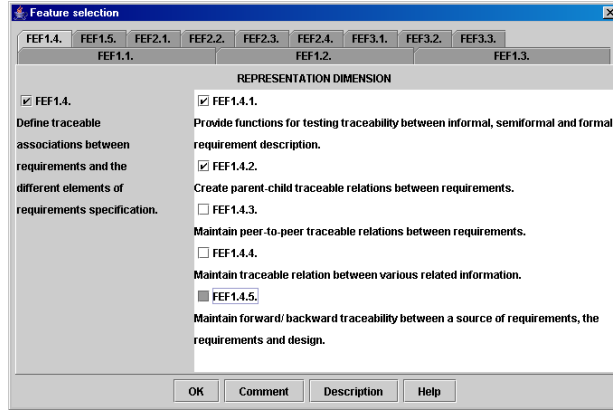 Feature selection
FEF1.4. FEF1.5. FEF2.1. FEF2.2. FEF2.3. FEF2.4. FEF3.1. FEF3.2. FEF3.3.
FEF1.1. FEF1.2. FEF1.3.
REPRESENTATION DIMENSION
FEF1.4.
Define traceable
associations between
requirements and the
different elements of
requirements specification.
FEF1.4.1.
Provide functions for testing traceability between informal, semiformal and formal
requirement description.
FEF1.4.2.
Create parent-child traceable relations between requirements.
FEF1.4.3.
Maintain peer-to-peer traceable relations between requirements.
FEF1.4.4.
Maintain traceable relation between various related information.
FEF1.4.5.
Maintain forward/ backward traceability between a source of requirements, the
requirements and design.
OK Comment Description Help